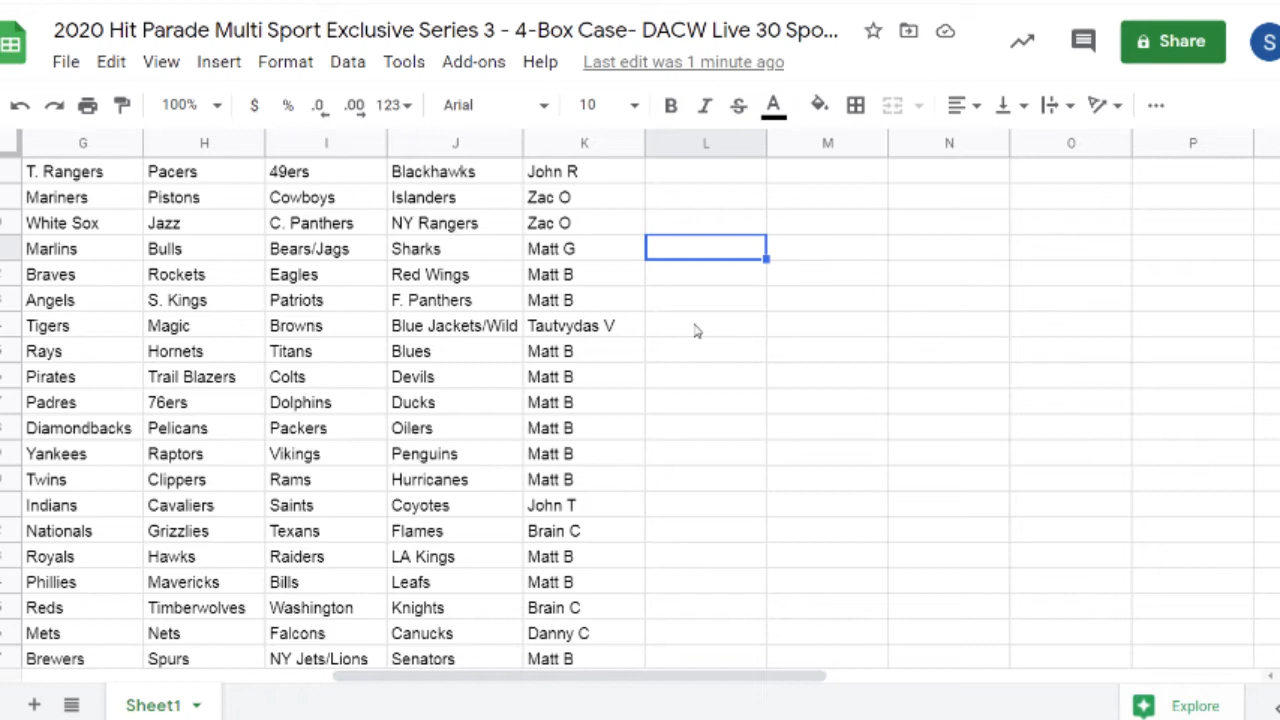 2020 Hit Parade Multi Sport Exclusive Series 3 - 4-Box Case- DACW Live 30 Spo...
Share
S
File Edit View Insert Format Data Tools Add-ons Help Last edit was 1 minute ago
100% $ % .0 .00 123 Arial 10 B I S A
G H I J K L M N O P
T. Rangers Pacers 49ers Blackhawks John R
Mariners Pistons Cowboys Islanders Zac O
White Sox Jazz C. Panthers NY Rangers Zac O
Marlins Bulls Bears/Jags Sharks Matt G
Braves Rockets Eagles Red Wings Matt B
Angels S. Kings Patriots F. Panthers Matt B
Tigers Magic Browns Blue Jackets/Wild Tautvydas V
Rays Hornets Titans Blues Matt B
Pirates Trail Blazers Colts Devils Matt B
Padres 76ers Dolphins Ducks Matt B
Diamondbacks Pelicans Packers Oilers Matt B
Yankees Raptors Vikings Penguins Matt B
Twins Clippers Rams Hurricanes Matt B
Indians Cavaliers Saints Coyotes John T
Nationals Grizzlies Texans Flames Brain C
Royals Hawks Raiders LA Kings Matt B
Phillies Mavericks Bills Leafs Matt B
Reds Timberwolves Washington Knights Brain C
Mets Nets Falcons Canucks Danny C
Brewers Spurs NY Jets/Lions Senators Matt B
Sheet1 Explore